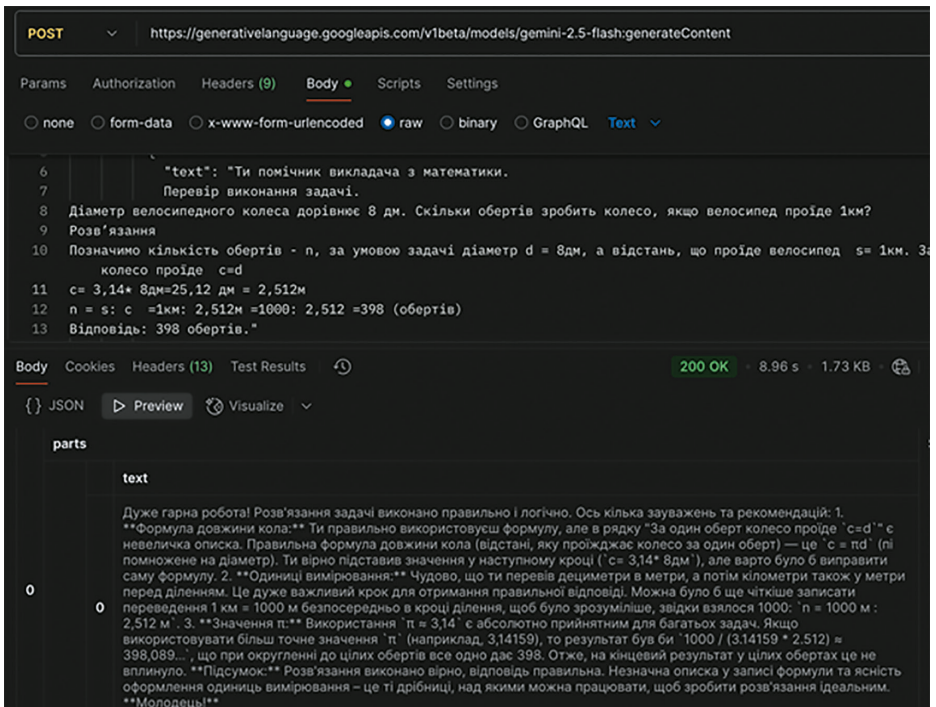 POST https://generativelanguage.googleapis.com/v1beta/models/gemini-2.5-flash:generateContent
Params Authorization Headers (9) Body Scripts Settings
none form-data x-www-form-urlencoded raw binary GraphQL Text
6 "text": "Ти помічник викладача з математики.
7 Перевір виконання задачі.
8 Діаметр велосипедного колеса дорівнює 8 дм. Скільки обертів зробить колесо, якщо велосипед проїде 1км?
9 Розв’язання
10 Позначимо кількість обертів - n, за умовою задачі діаметр d = 8дм, а відстань, що проїде велосипед s= 1км. За
колесо проїде c=d
11 c= 3,14* 8дм=25,12 дм = 2,512м
12 n = s: c =1км: 2,512м =1000: 2,512 =398 (обертів)
13 Відповідь: 398 обертів."
Body Cookies Headers (13) Test Results 200 OK 8.96 s 1.73 KB
{} JSON Preview Visualize
parts
text
Дуже гарна робота! Розв'язання задачі виконано правильно і логічно. Ось кілька зауважень та рекомендацій: 1.
**Формула довжини кола:** Ти правильно використовуєш формулу, але в рядку "За один оберт колесо проїде `c=d`" є
невеличка описка. Правильна формула довжини кола (відстані, яку проїжджає колесо за один оберт) — це `c = πd` (пі
помножене на діаметр). Ти вірно підставив значення у наступному кроці (`c= 3,14* 8дм`), але варто було б виправити
саму формулу. 2. **Одиниці вимірювання:** Чудово, що ти перевів дециметри в метри, а потім кілометри також у метри
перед діленням. Це дуже важливий крок для отримання правильної відповіді. Можна було б ще чіткіше записати
переведення 1 км = 1000 м безпосередньо в кроці ділення, щоб було зрозуміліше, звідки взялося 1000: `n = 1000 м :
2,512 м`. 3. **Значення π:** Використання `π ≈ 3,14` є абсолютно прийнятним для багатьох задач. Якщо
використовувати більш точне значення `π` (наприклад, 3,14159), то результат був би `1000 / (3.14159 * 2.512) ≈
398,089...`, що при округленні до цілих обертів все одно дає 398. Отже, на кінцевий результат у цілих обертах це не
вплинуло. **Підсумок:** Розв'язання виконано вірно, відповідь правильна. Незначна описка у записі формули та ясність
оформлення одиниць вимірювання – це ті дрібниці, над якими можна працювати, щоб зробити розв'язання ідеальним.
0 0
**Молодець!**